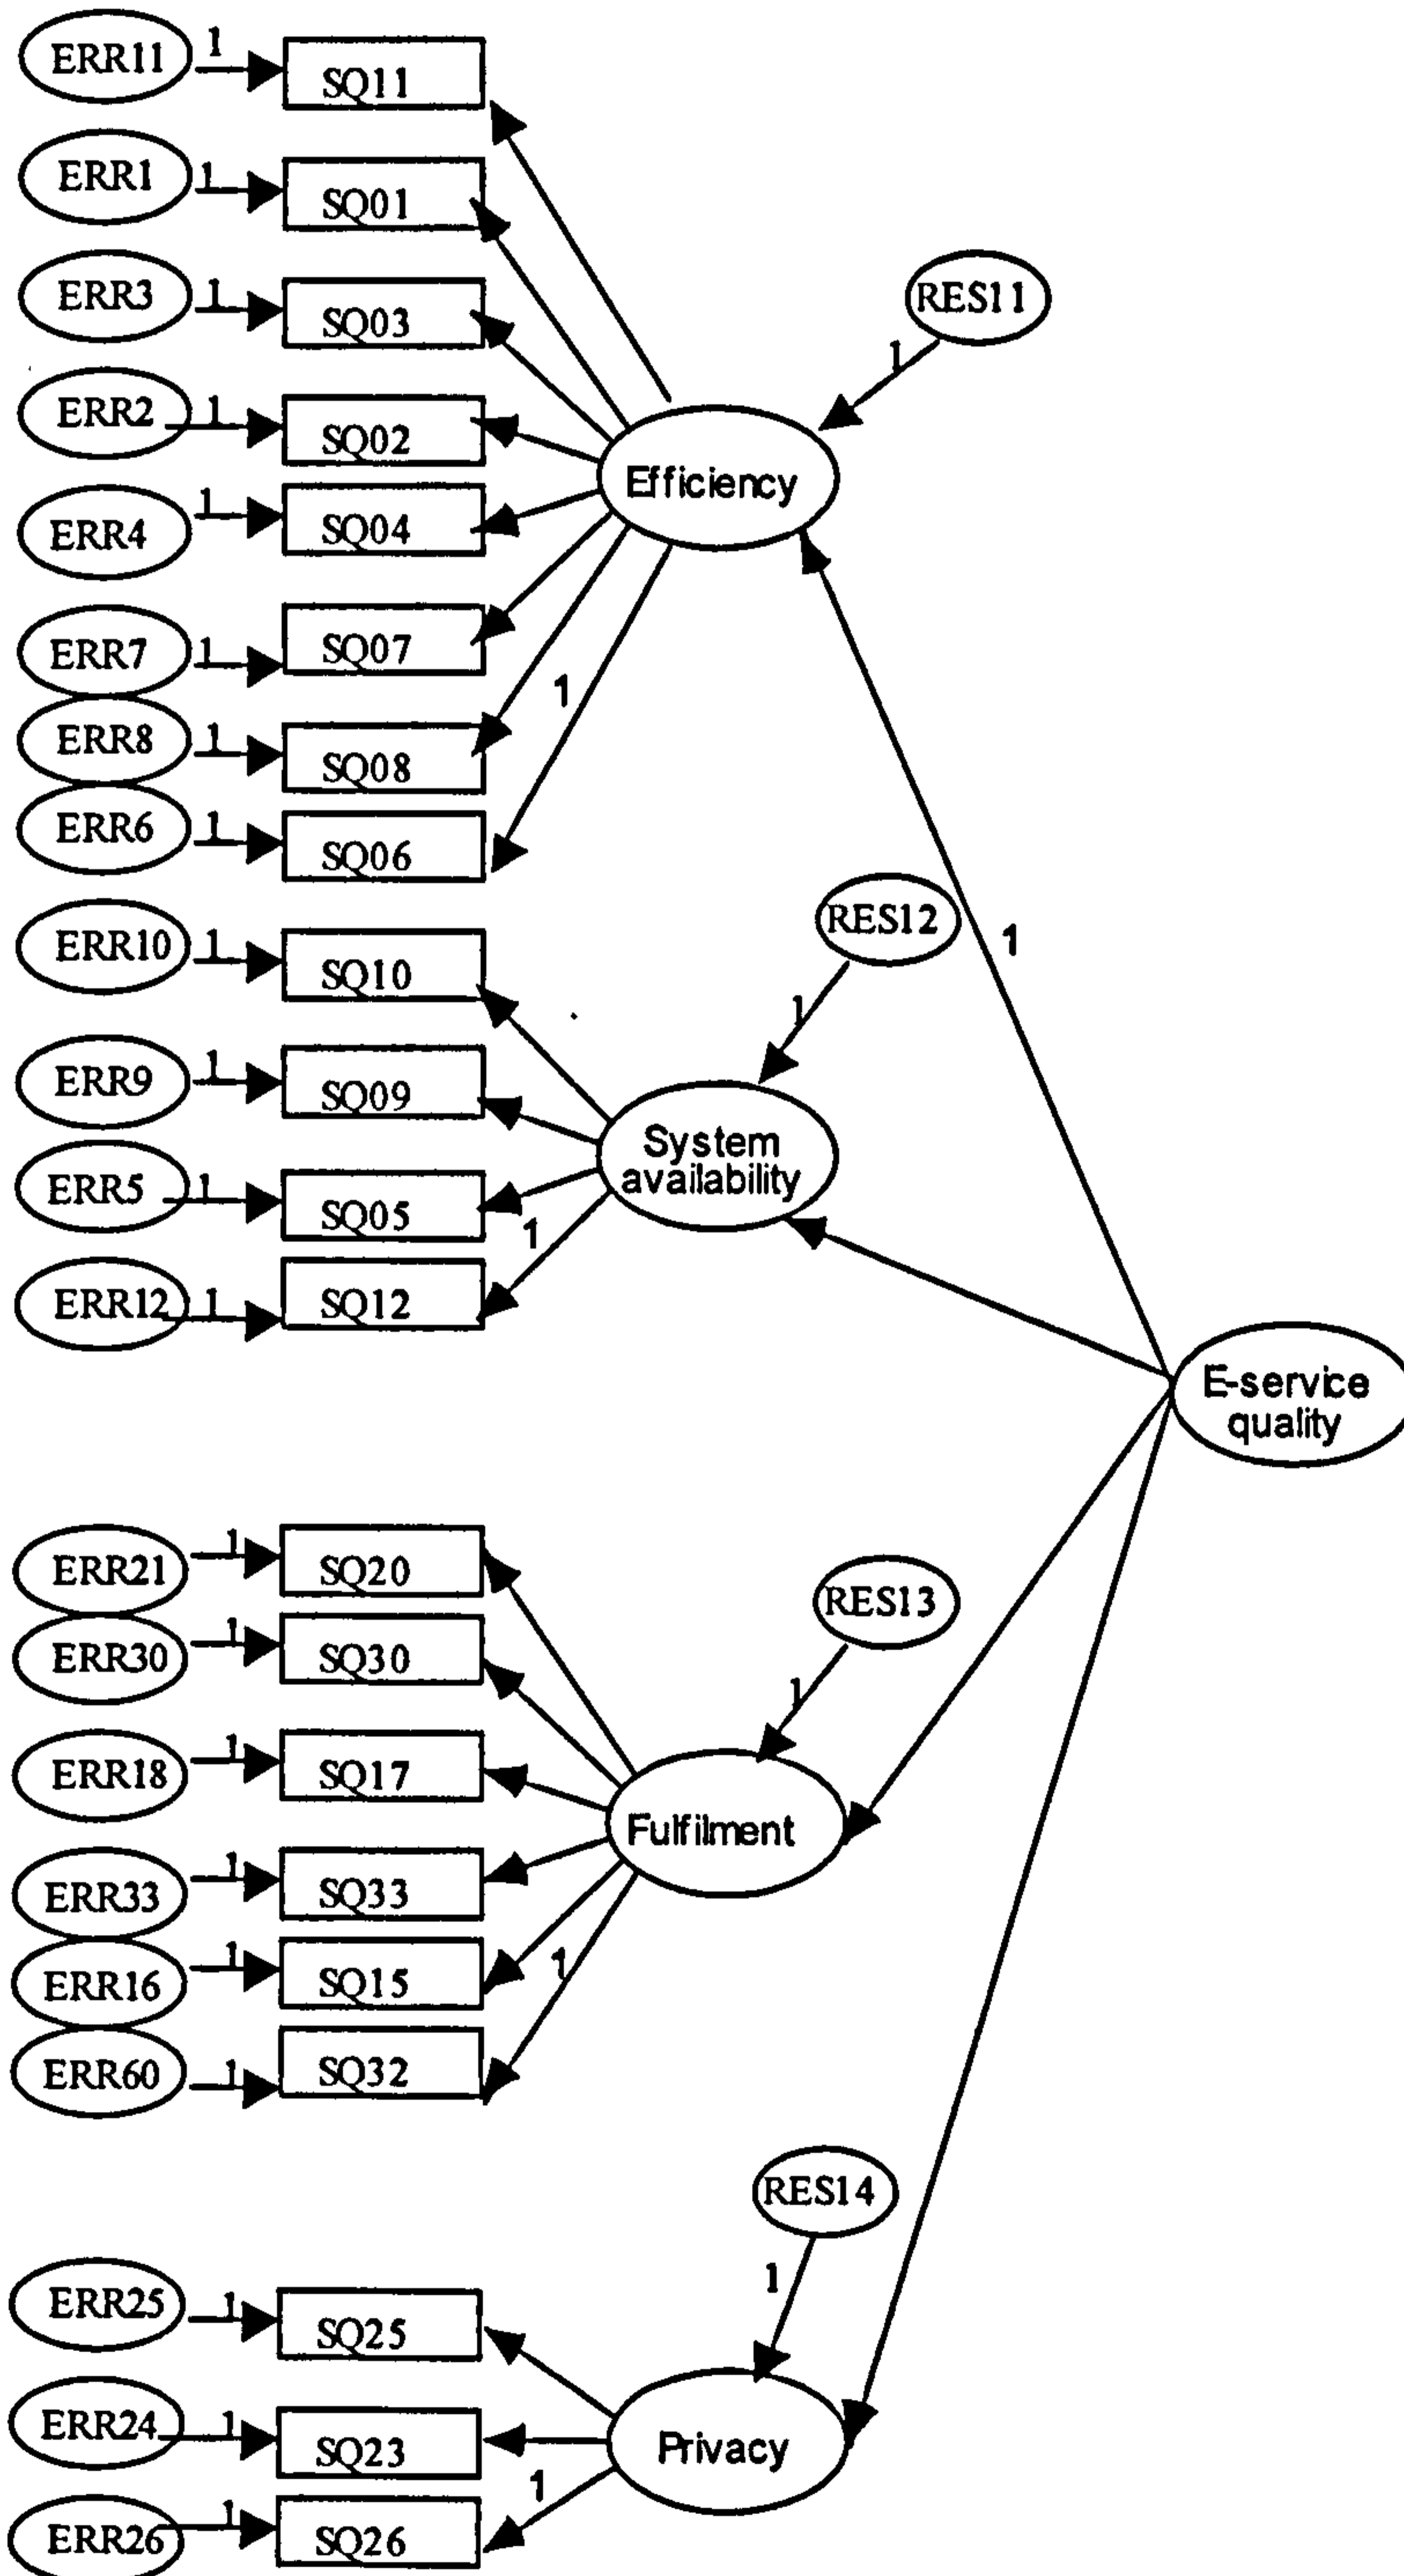 ERR11 1 SQ11
ERR1 1 SQ01
ERR3 1 SQ03
RES11
1
ERR2 1 SQ02
Efficiency
ERR4 1 SQ04
ERR7 1 SQ07
1
ERR8 1 SQ08
ERR6 1 SQ06
RES12
1
ERR10 1 SQ10
1
ERR9 1 SQ09
System
availability
ERR5 1 SQ05
1
ERR12 1 SQ12
E-service
quality
ERR21 1 SQ20
RES13
ERR30 1 SQ30
1
ERR18 1 SQ17
Fulfilment
ERR33 1 SQ33
1
ERR16 1 SQ15
ERR60 1 SQ32
RES14
1
ERR25 1 SQ25
ERR24 1 SQ23
Privacy
1
ERR26 1 SQ26